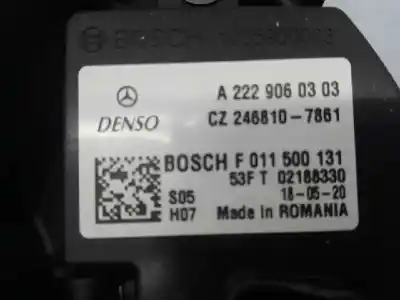 BOSCH
A 222 906 03 03
DENSO CZ 246810-7861
BOSCH F 011 500 131
53F T 02188330
S05 18-05-20
H07 Made in ROMANIA